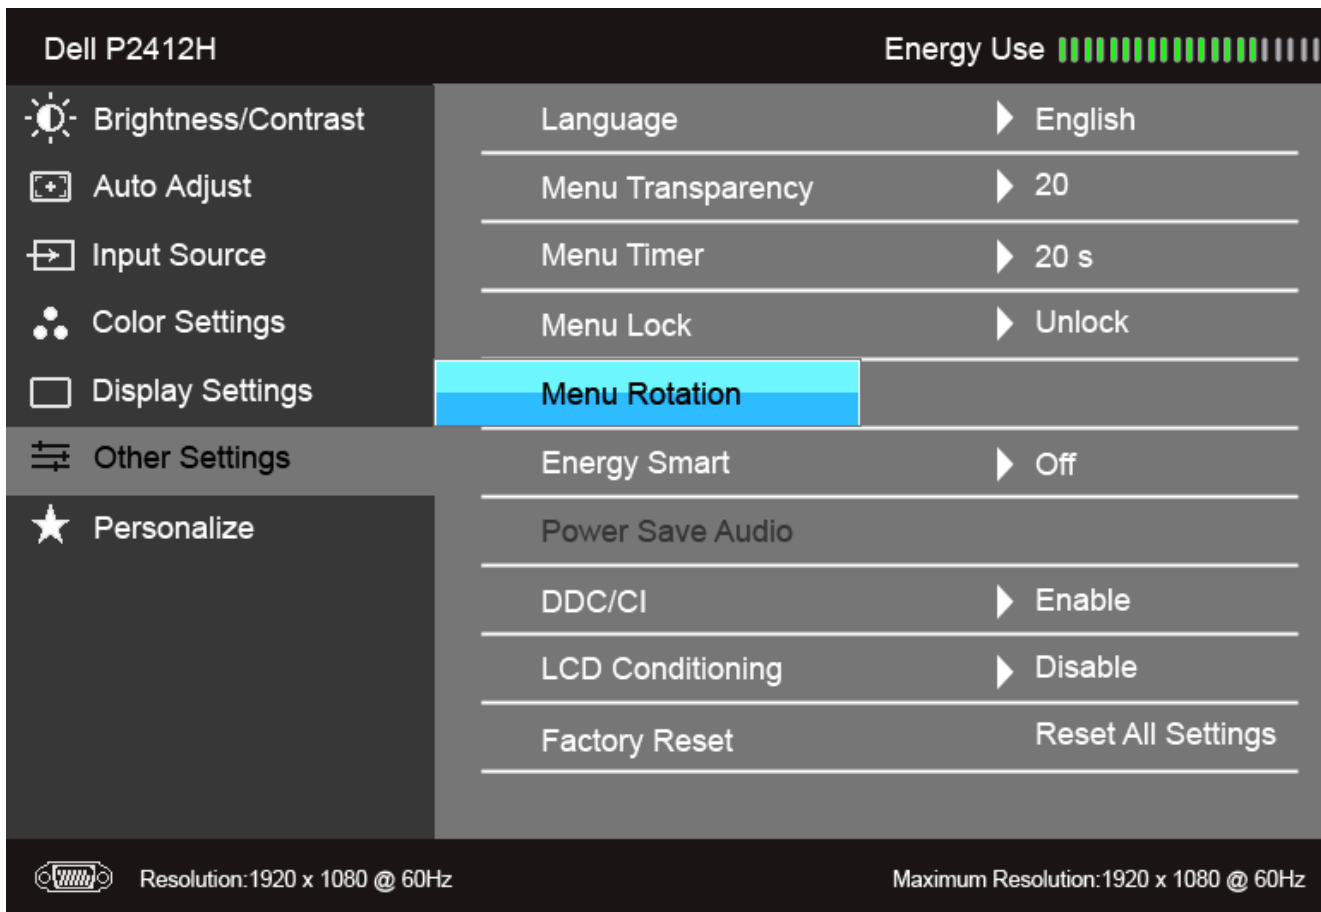 Dell P2412H
Energy Use
Brightness/Contrast
Auto Adjust
Input Source
Color Settings
Display Settings
Other Settings
Personalize
Language English
Menu Transparency 20
Menu Timer 20 s
Menu Lock Unlock
Menu Rotation
Energy Smart Off
Power Save Audio
DDC/CI Enable
LCD Conditioning Disable
Factory Reset Reset All Settings
Resolution:1920 x 1080 @ 60Hz
Maximum Resolution:1920 x 1080 @ 60Hz